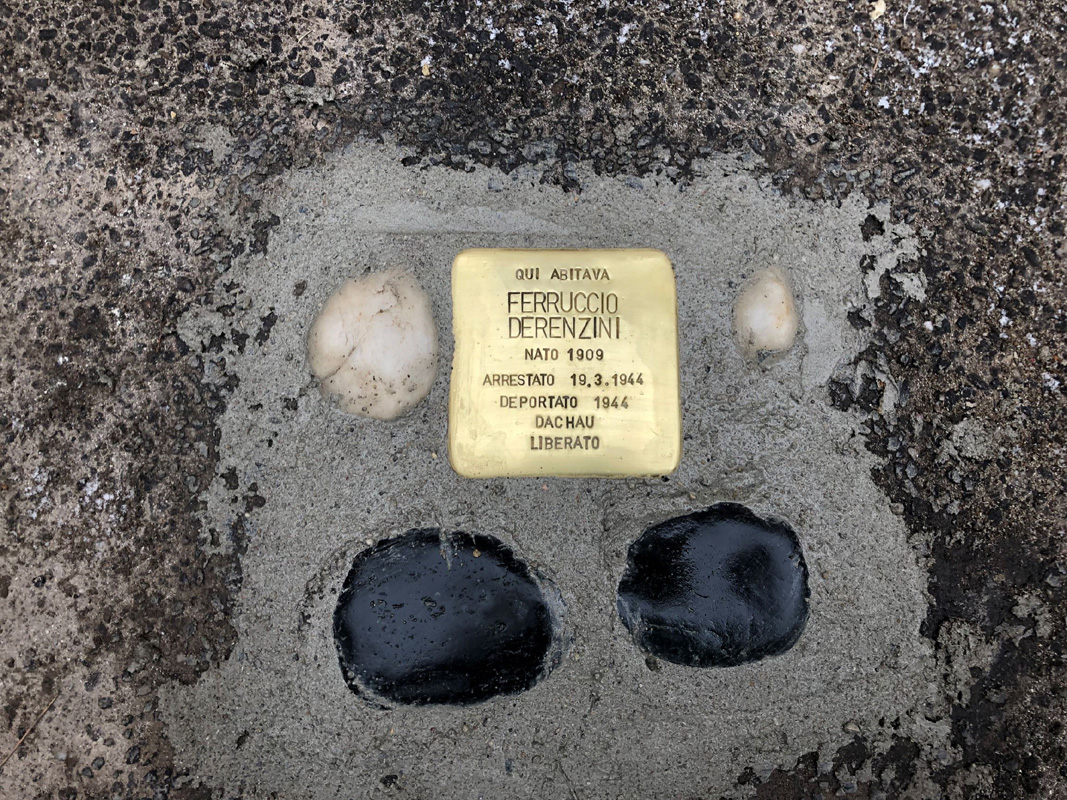 QUI ABITAVA
FERRUCCIO
DERENZINI
NATO 1909
ARRESTATO 19.3.1944
DEPORTATO 1944
DACHAU
LIBERATO